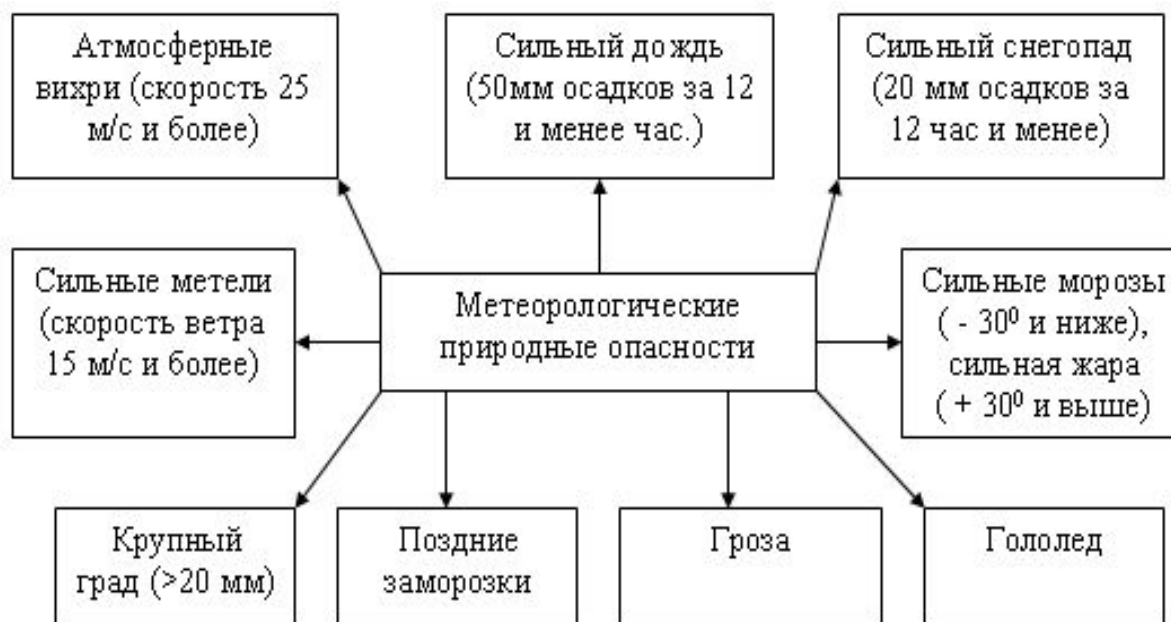 Атмосферные
вихри (скорость 25
м/с и более)
Сильный дождь
(50мм осадков за 12
и менее час.)
Сильный снегопад
(20 мм осадков за
12 час и менее)
Сильные метели
(скорость ветра
15 м/с и более)
Метеорологические
природные опасности
Сильные морозы
( - 30⁰ и ниже),
сильная жара
( + 30⁰ и выше)
Крупный
град (>20 мм)
Поздние
заморозки
Гроза
Гололед